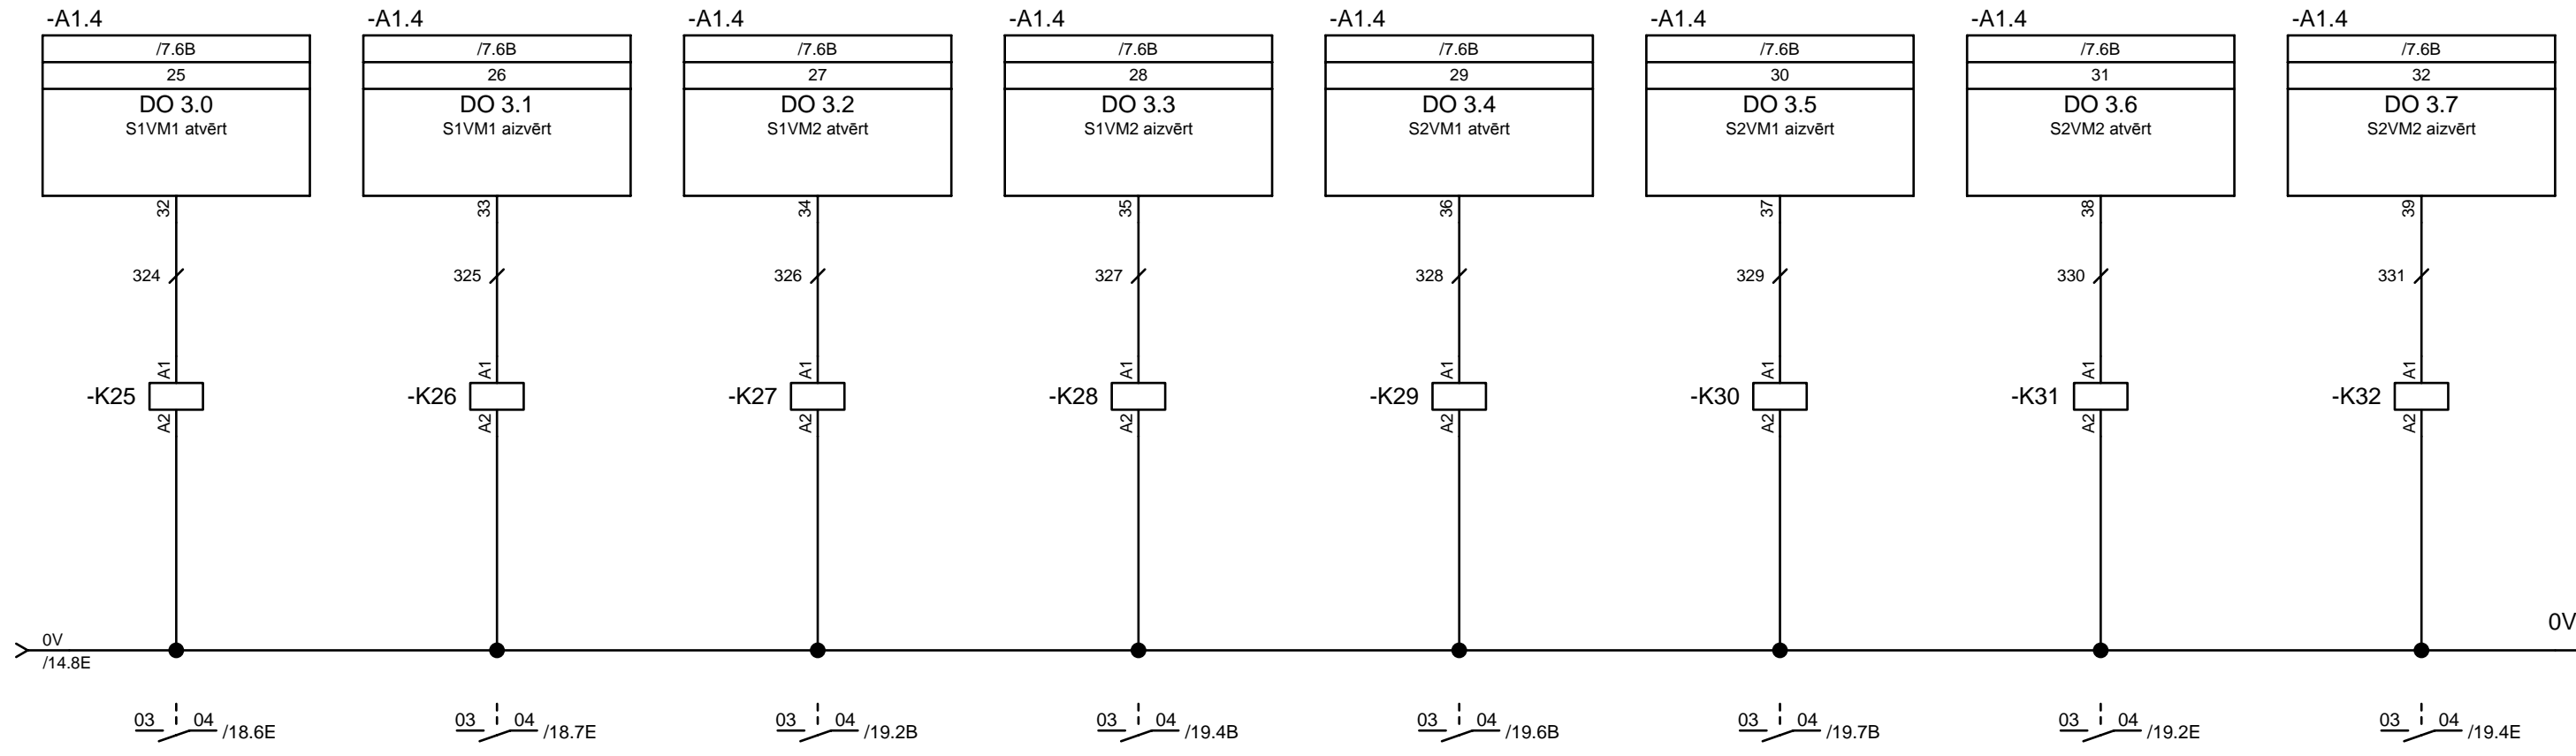 -A1.4 -A1.4 -A1.4 -A1.4 -A1.4 -A1.4 -A1.4 -A1.4
/7.6B /7.6B /7.6B /7.6B /7.6B /7.6B /7.6B /7.6B
25 26 27 28 29 30 31 32
DO 3.0 DO 3.1 DO 3.2 DO 3.3 DO 3.4 DO 3.5 DO 3.6 DO 3.7
S1VM1 atvērt S1VM1 aizvērt S1VM2 atvērt S1VM2 aizvērt S2VM1 atvērt S2VM1 aizvērt S2VM2 atvērt S2VM2 aizvērt
32 33 34 35 36 37 38 39
324 325 326 327 328 329 330 331
A1 A1 A1 A1 A1 A1 A1 A1
-K25 -K26 -K27 -K28 -K29 -K30 -K31 -K32
A2 A2 A2 A2 A2 A2 A2 A2
0V
0V
/14.8E
03 04 /18.6E 03 04 /18.7E 03 04 /19.2B 03 04 /19.4B 03 04 /19.6B 03 04 /19.7B 03 04 /19.2E 03 04 /19.4E